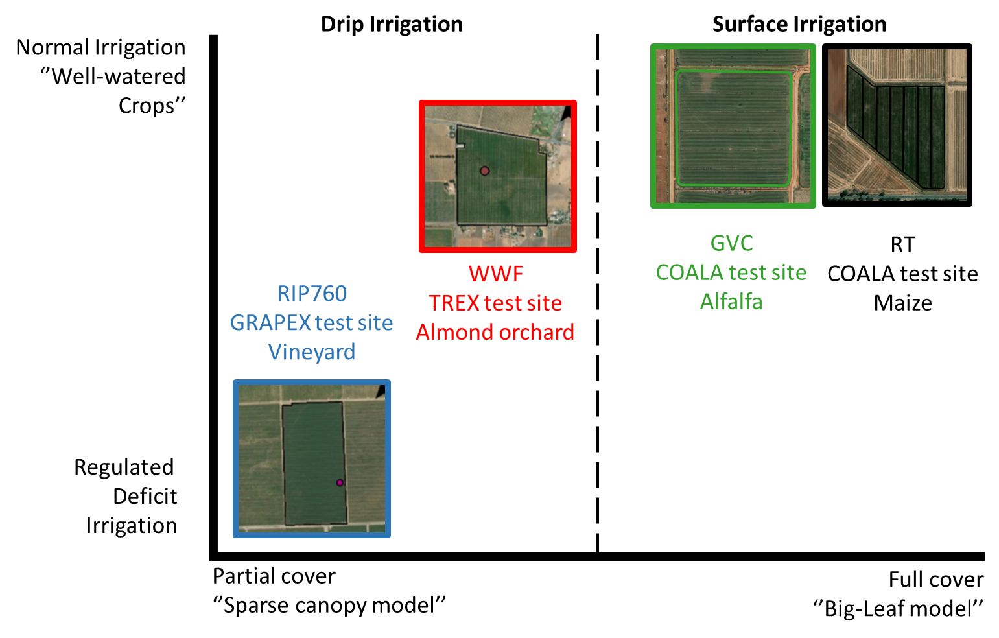 Drip Irrigation
Surface Irrigation
Normal Irrigation
‘’Well-watered
Crops’’
GVC
COALA test site
Alfalfa
RT
COALA test site
Maize
WWF
TREX test site
Almond orchard
RIP760
GRAPEX test site
Vineyard
Regulated
Deficit
Irrigation
Partial cover
‘’Sparse canopy model’’
Full cover
‘’Big-Leaf model’’